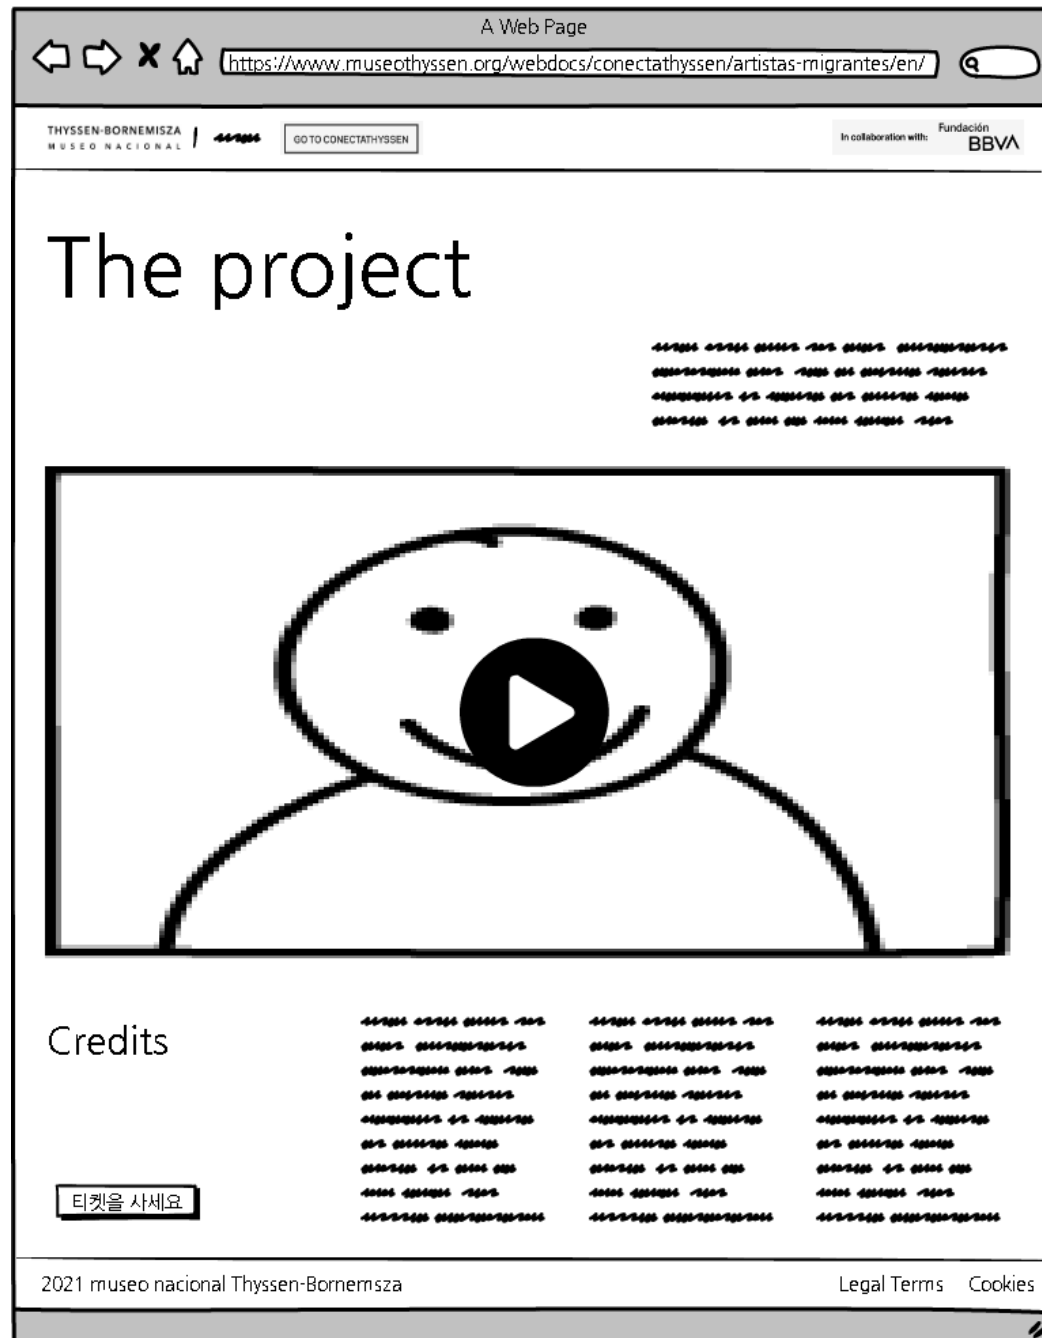 A Web Page
https://www.museothyssen.org/webdocs/conectathyssen/artistas-migrantes/en/
THYSSEN-BORNEMISZA
MUSEO NACIONAL
GO TO CONECTATHYSSEN
In collaboration with:
Fundación
BBVA
The project
Credits
티켓을 사세요
2021 museo nacional Thyssen-Bornemsza
Legal Terms
Cookies